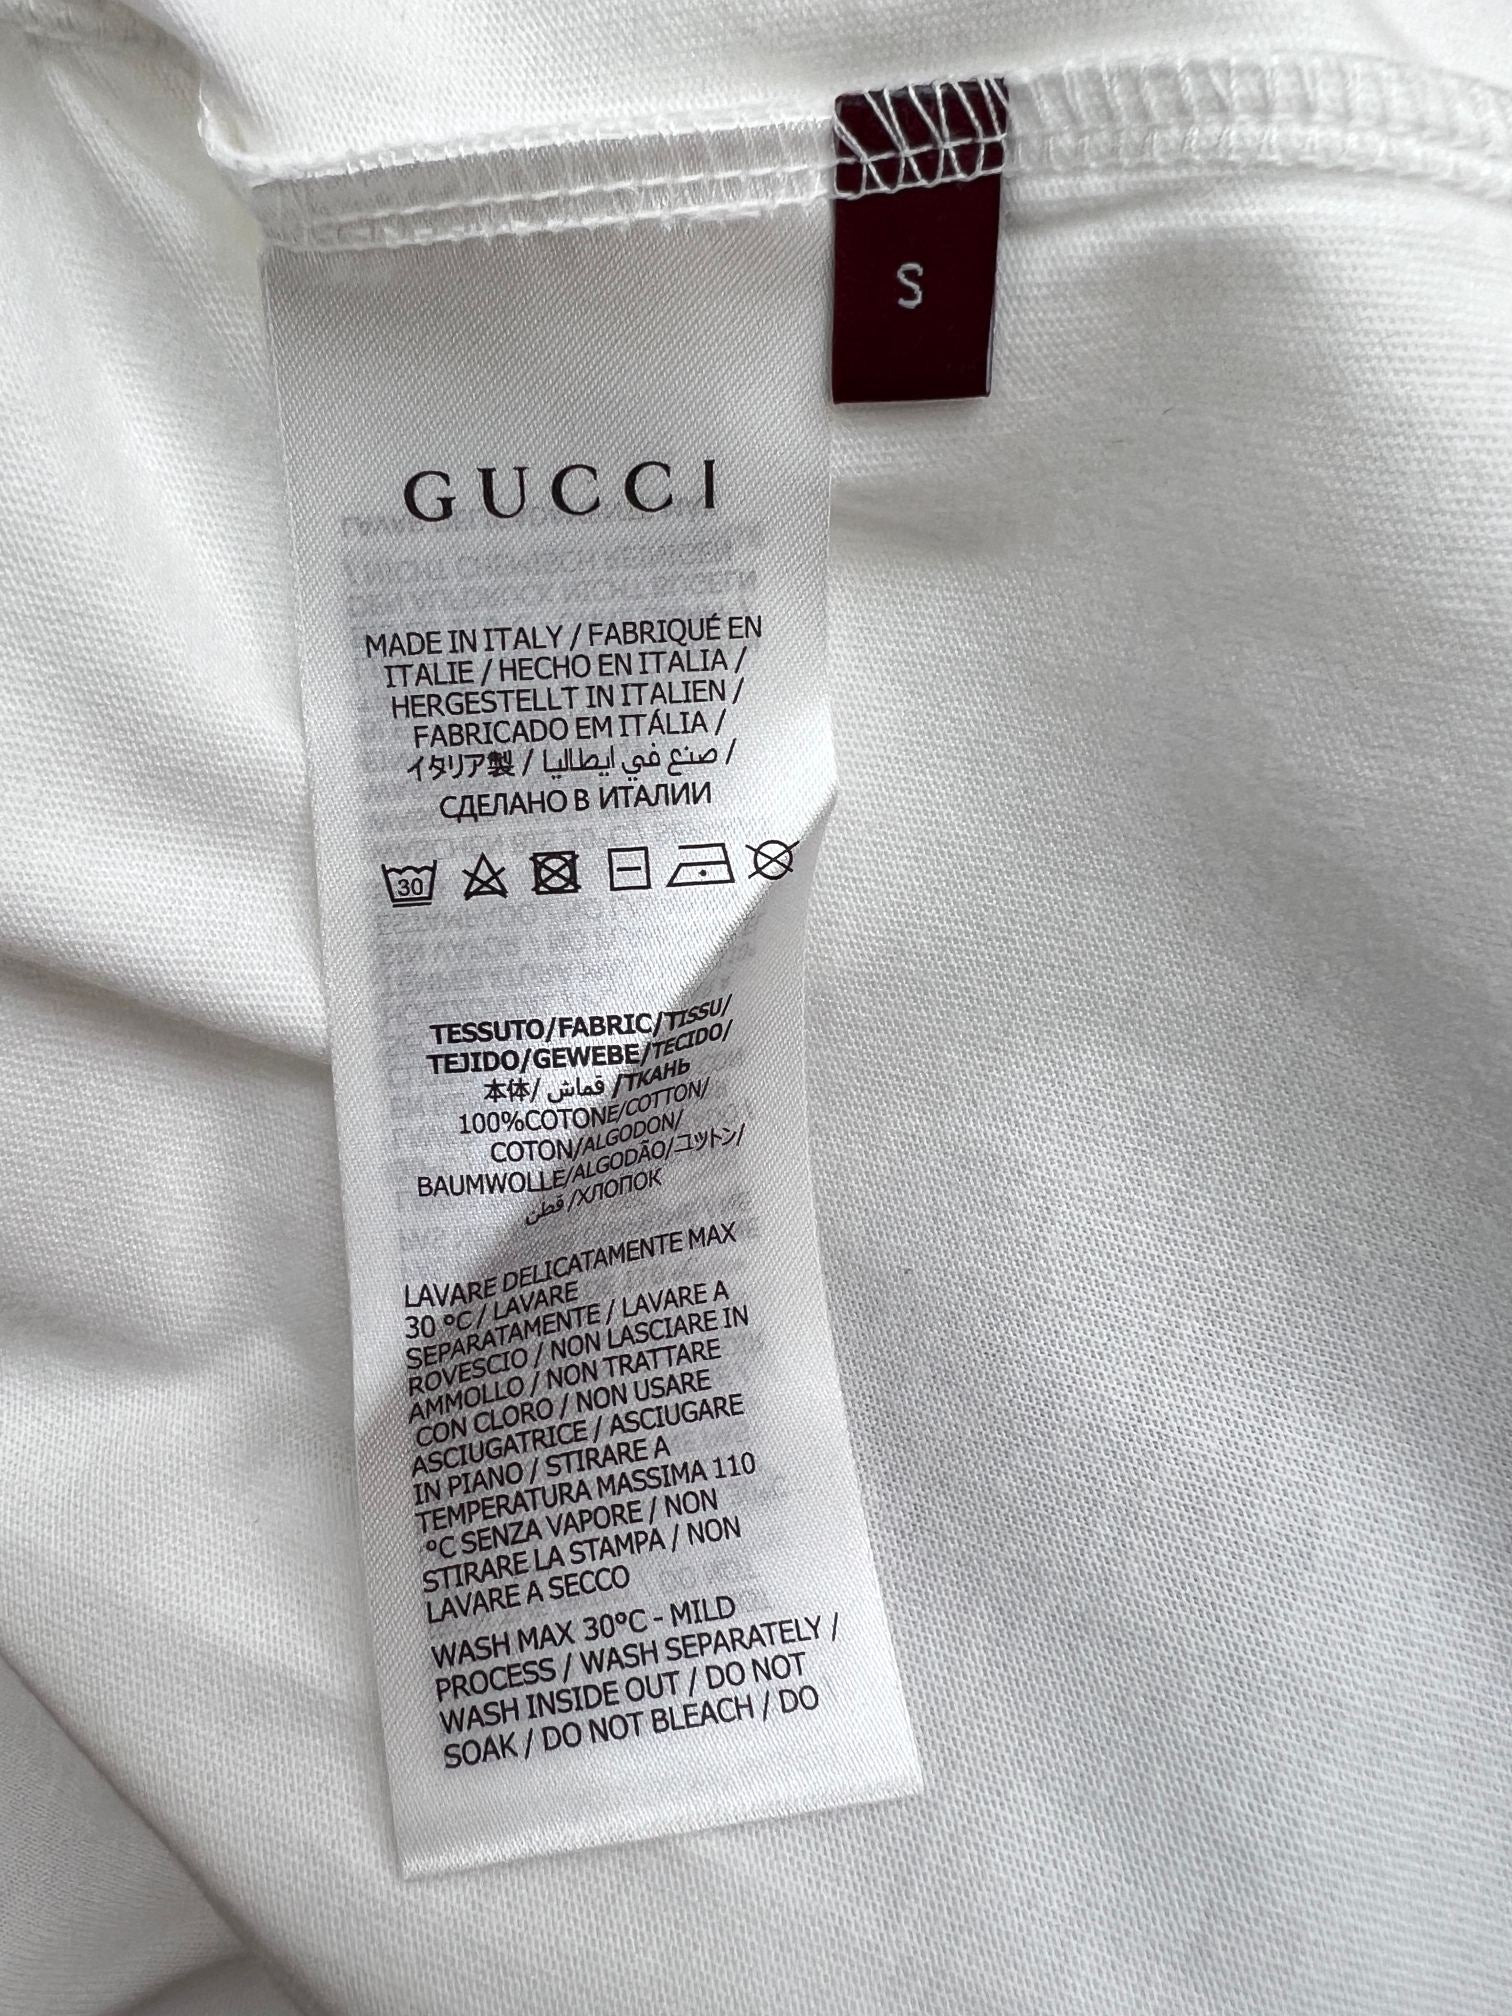 S
GUCCI
MADE IN ITALY / FABRIQUÉ EN
ITALIE / HECHO EN ITALIA /
HERGESTELLT IN ITALIEN /
FABRICADO EM ITÁLIA /
イタリア製 / صنع في ايطاليا /
СДЕЛАНО В ИТАЛИИ
30
TESSUTO/FABRIC/TISSU/
TEJIDO/GEWEBE/TECIDO/
本体/ قماش /ТКАНЬ
100%COTONE/COTTON/
COTON/ALGODON/
BAUMWOLLE/ALGODÃO/コットン/
قطن /ХЛОПОК
LAVARE DELICATAMENTE MAX
30 °C / LAVARE
SEPARATAMENTE / LAVARE A
ROVESCIO / NON LASCIARE IN
AMMOLLO / NON TRATTARE
CON CLORO / NON USARE
ASCIUGATRICE / ASCIUGARE
IN PIANO / STIRARE A
TEMPERATURA MASSIMA 110
°C SENZA VAPORE / NON
STIRARE LA STAMPA / NON
LAVARE A SECCO
WASH MAX 30°C - MILD
PROCESS / WASH SEPARATELY /
WASH INSIDE OUT / DO NOT
SOAK / DO NOT BLEACH / DO